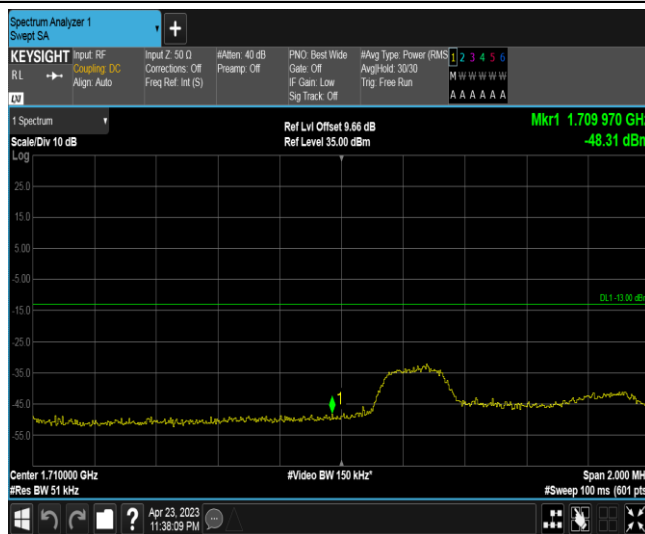 Spectrum Analyzer 1
Swept SA
+
KEYSIGHT Input: RF Input Z: 50 Ω #Atten: 40 dB PNO: Best Wide #Avg Type: Power (RMS 1 2 3 4 5 6
RL Coupling: DC Corrections: Off Preamp: Off Gate: Off Avg|Hold: 30/30 M W W W W W
Align: Auto Freq Ref: Int (S) IF Gain: Low Trig: Free Run
LXI Sig Track: Off A A A A A A
1 Spectrum Ref Lvl Offset 9.66 dB Mkr1 1.709 970 GH
Scale/Div 10 dB Ref Level 35.00 dBm -48.31 dBm
Log
25.0
15.0
5.00
-5.00
DL1 -13.00 dBm
-15.0
-25.0
-35.0
1
-45.0
-55.0
Center 1.710000 GHz #Video BW 150 kHz* Span 2.000 MH
#Res BW 51 kHz #Sweep 100 ms (601 pts
? Apr 23, 2023
11:38:09 PM